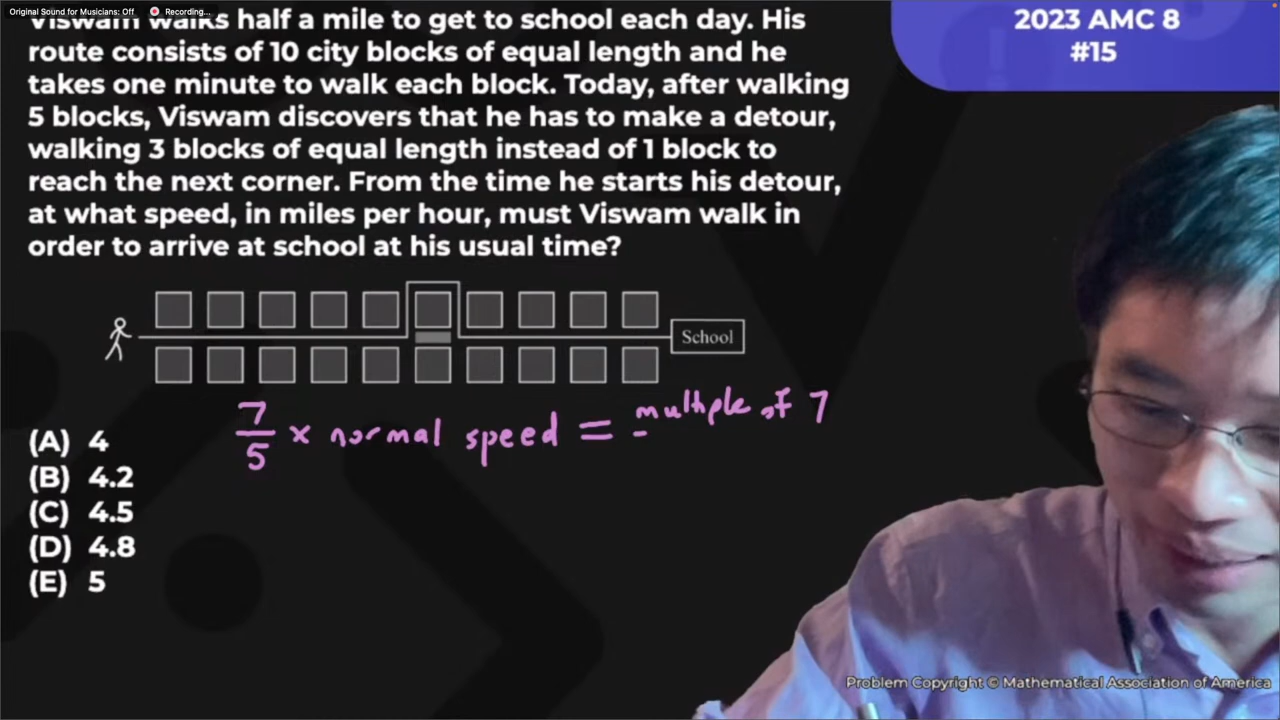 Original Sound for Musicians: Off Recording...
Viswam walks half a mile to get to school each day. His
route consists of 10 city blocks of equal length and he
takes one minute to walk each block. Today, after walking
5 blocks, Viswam discovers that he has to make a detour,
walking 3 blocks of equal length instead of 1 block to
reach the next corner. From the time he starts his detour,
at what speed, in miles per hour, must Viswam walk in
order to arrive at school at his usual time?
2023 AMC 8
#15
School
7/5 × normal speed = multiple of 7
(A) 4
(B) 4.2
(C) 4.5
(D) 4.8
(E) 5
Problem Copyright © Mathematical Association of America